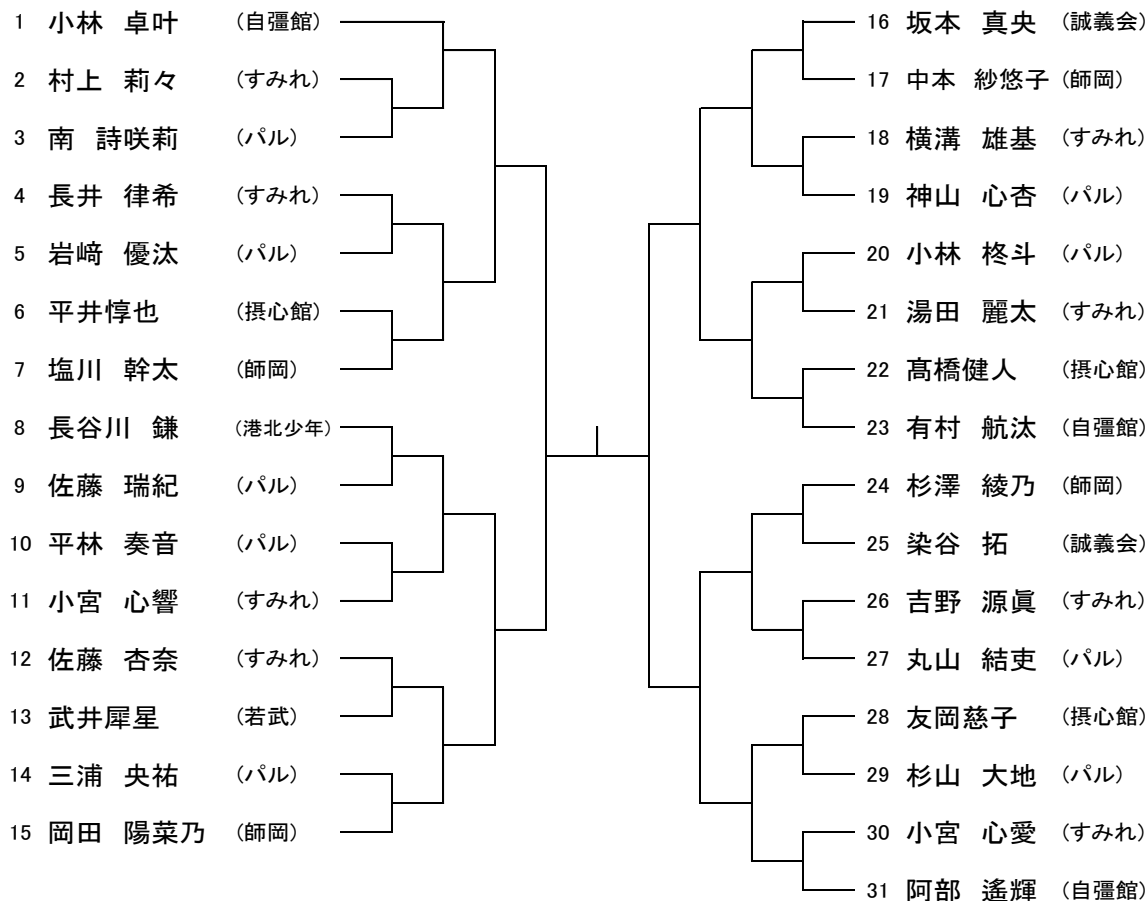 1 小林 卓叶 (自彊館)
2 村上 莉々 (すみれ)
3 南 詩咲莉 (パル)
4 長井 律希 (すみれ)
5 岩﨑 優汰 (パル)
6 平井惇也 (摂心館)
7 塩川 幹太 (師岡)
8 長谷川 鎌 (港北少年)
9 佐藤 瑞紀 (パル)
10 平林 奏音 (パル)
11 小宮 心響 (すみれ)
12 佐藤 杏奈 (すみれ)
13 武井犀星 (若武)
14 三浦 央祐 (パル)
15 岡田 陽菜乃 (師岡)
16 坂本 真央 (誠義会)
17 中本 紗悠子 (師岡)
18 横溝 雄基 (すみれ)
19 神山 心杏 (パル)
20 小林 柊斗 (パル)
21 湯田 麗太 (すみれ)
22 髙橋健人 (摂心館)
23 有村 航汰 (自彊館)
24 杉澤 綾乃 (師岡)
25 染谷 拓 (誠義会)
26 吉野 源眞 (すみれ)
27 丸山 結吏 (パル)
28 友岡慈子 (摂心館)
29 杉山 大地 (パル)
30 小宮 心愛 (すみれ)
31 阿部 遙輝 (自彊館)